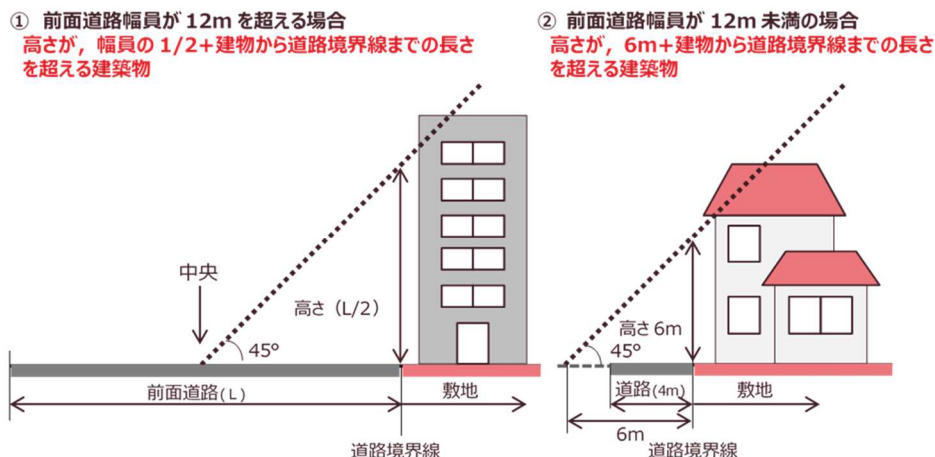 ① 前面道路幅員が 12m を超える場合
高さが，幅員の 1/2+建物から道路境界線までの長さ
を超える建築物
② 前面道路幅員が 12m 未満の場合
高さが，6m+建物から道路境界線までの長さ
を超える建築物
中央
高さ（L/2）
45°
前面道路(L)
敷地
道路境界線
高さ 6m
45°
道路(4m)
敷地
6m
道路境界線